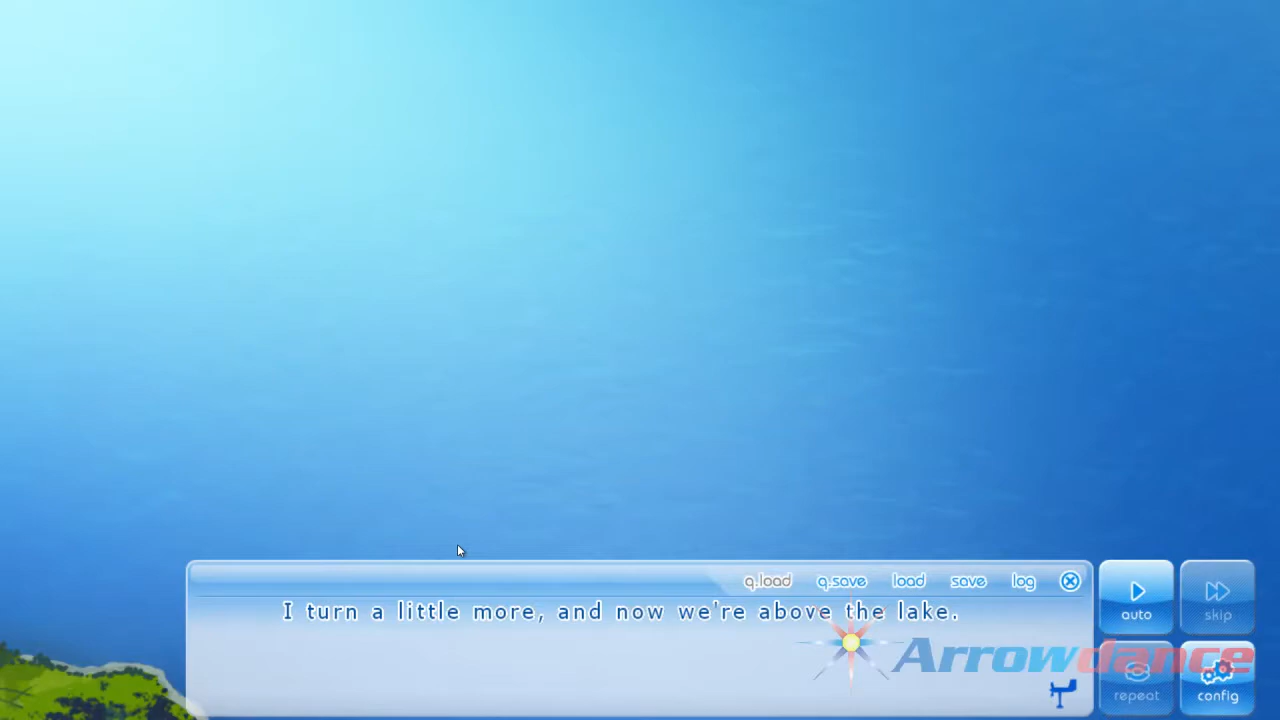 q.load q.save load save log
I turn a little more, and now we're above the lake.
auto
skip
Arrowdance
repeat
config